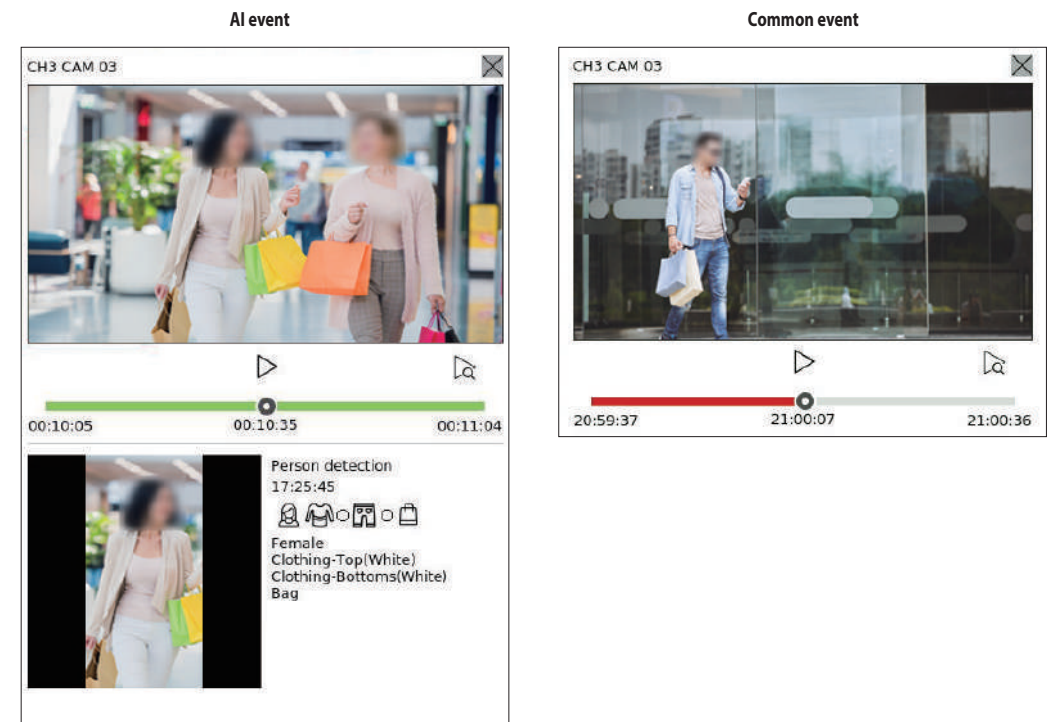 AI event
CH3 CAM 03
00:10:05
00:10:35
00:11:04
Person detection
17:25:45
Female
Clothing-Top(White)
Clothing-Bottoms(White)
Bag
Common event
CH3 CAM 03
20:59:37
21:00:07
21:00:36